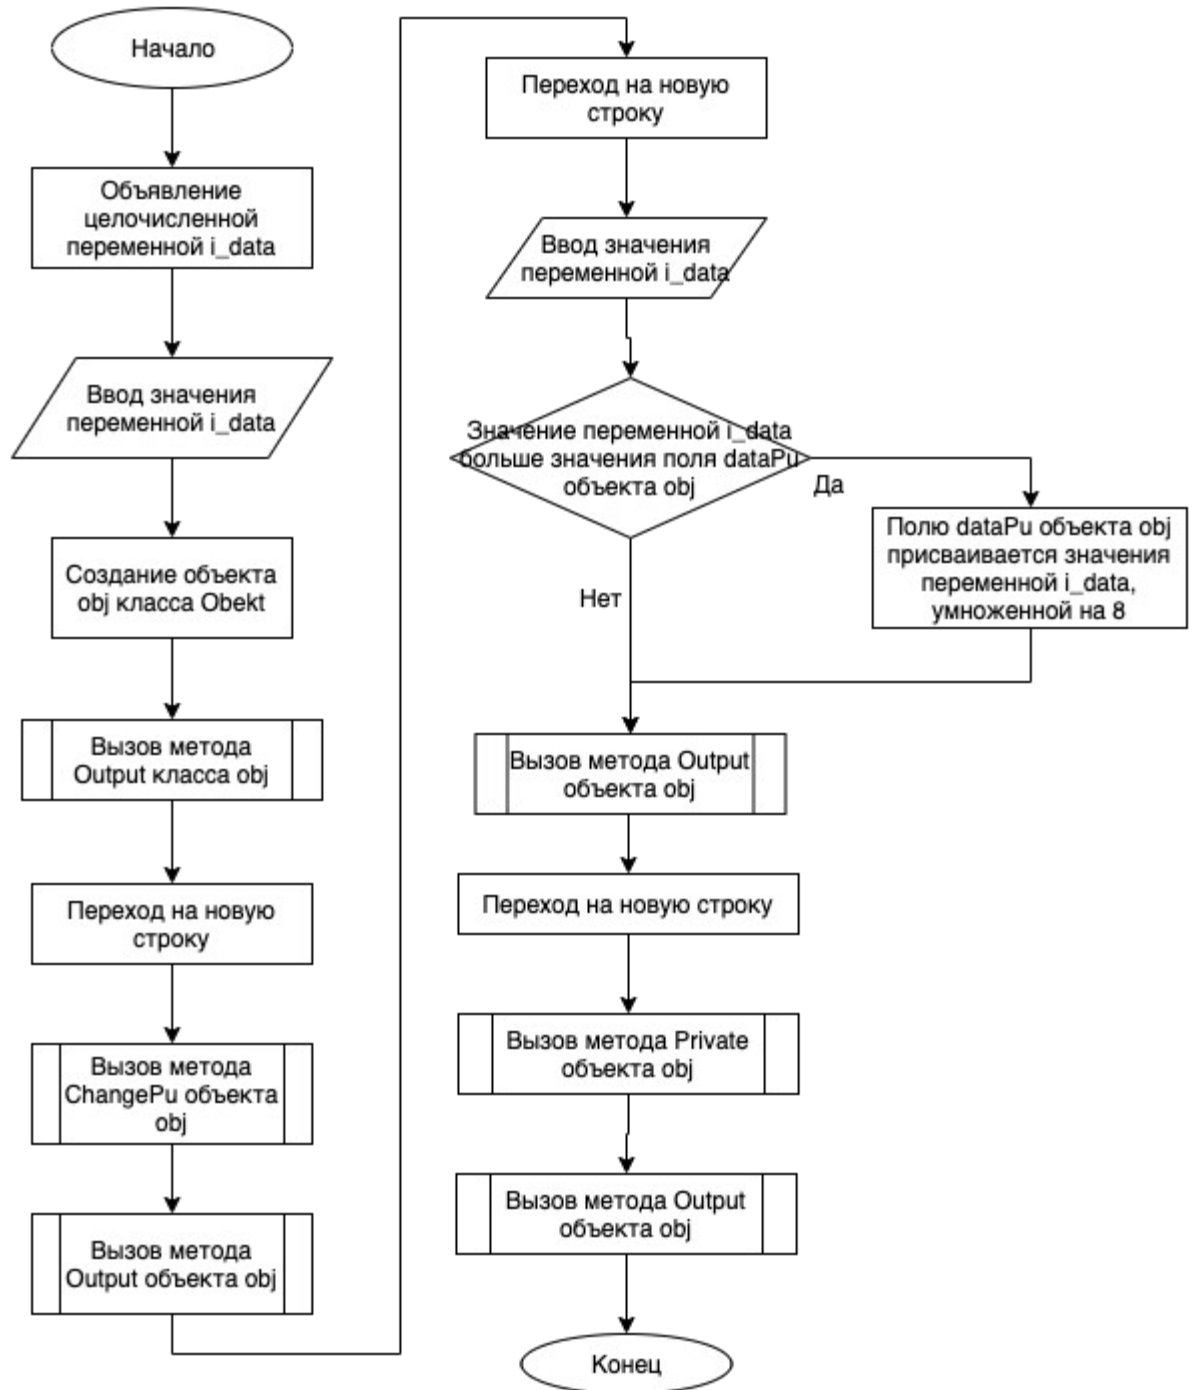 Начало
Объявление
целочисленной
переменной i_data
Ввод значения
переменной i_data
Создание объекта
obj класса Obekt
Вызов метода
Output класса obj
Переход на новую
строку
Вызов метода
ChangePu объекта
obj
Вызов метода
Output объекта obj
Переход на новую
строку
Ввод значения
переменной i_data
Значение переменной i_data
больше значения поля dataPu
объекта obj
Да
Полю dataPu объекта obj
присваивается значения
переменной i_data,
умноженной на 8
Нет
Вызов метода Output
объекта obj
Переход на новую строку
Вызов метода Private
объекта obj
Вызов метода Output
объекта obj
Конец